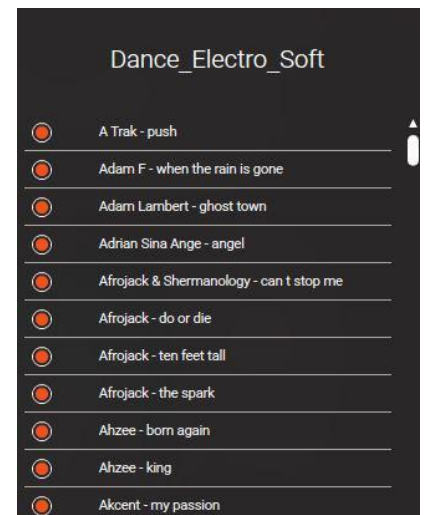 Dance_Electro_Soft
A Trak - push
Adam F - when the rain is gone
Adam Lambert - ghost town
Adrian Sina Ange - angel
Afrojack & Shermanology - can t stop me
Afrojack - do or die
Afrojack - ten feet tall
Afrojack - the spark
Ahzee - born again
Ahzee - king
Akcent - my passion